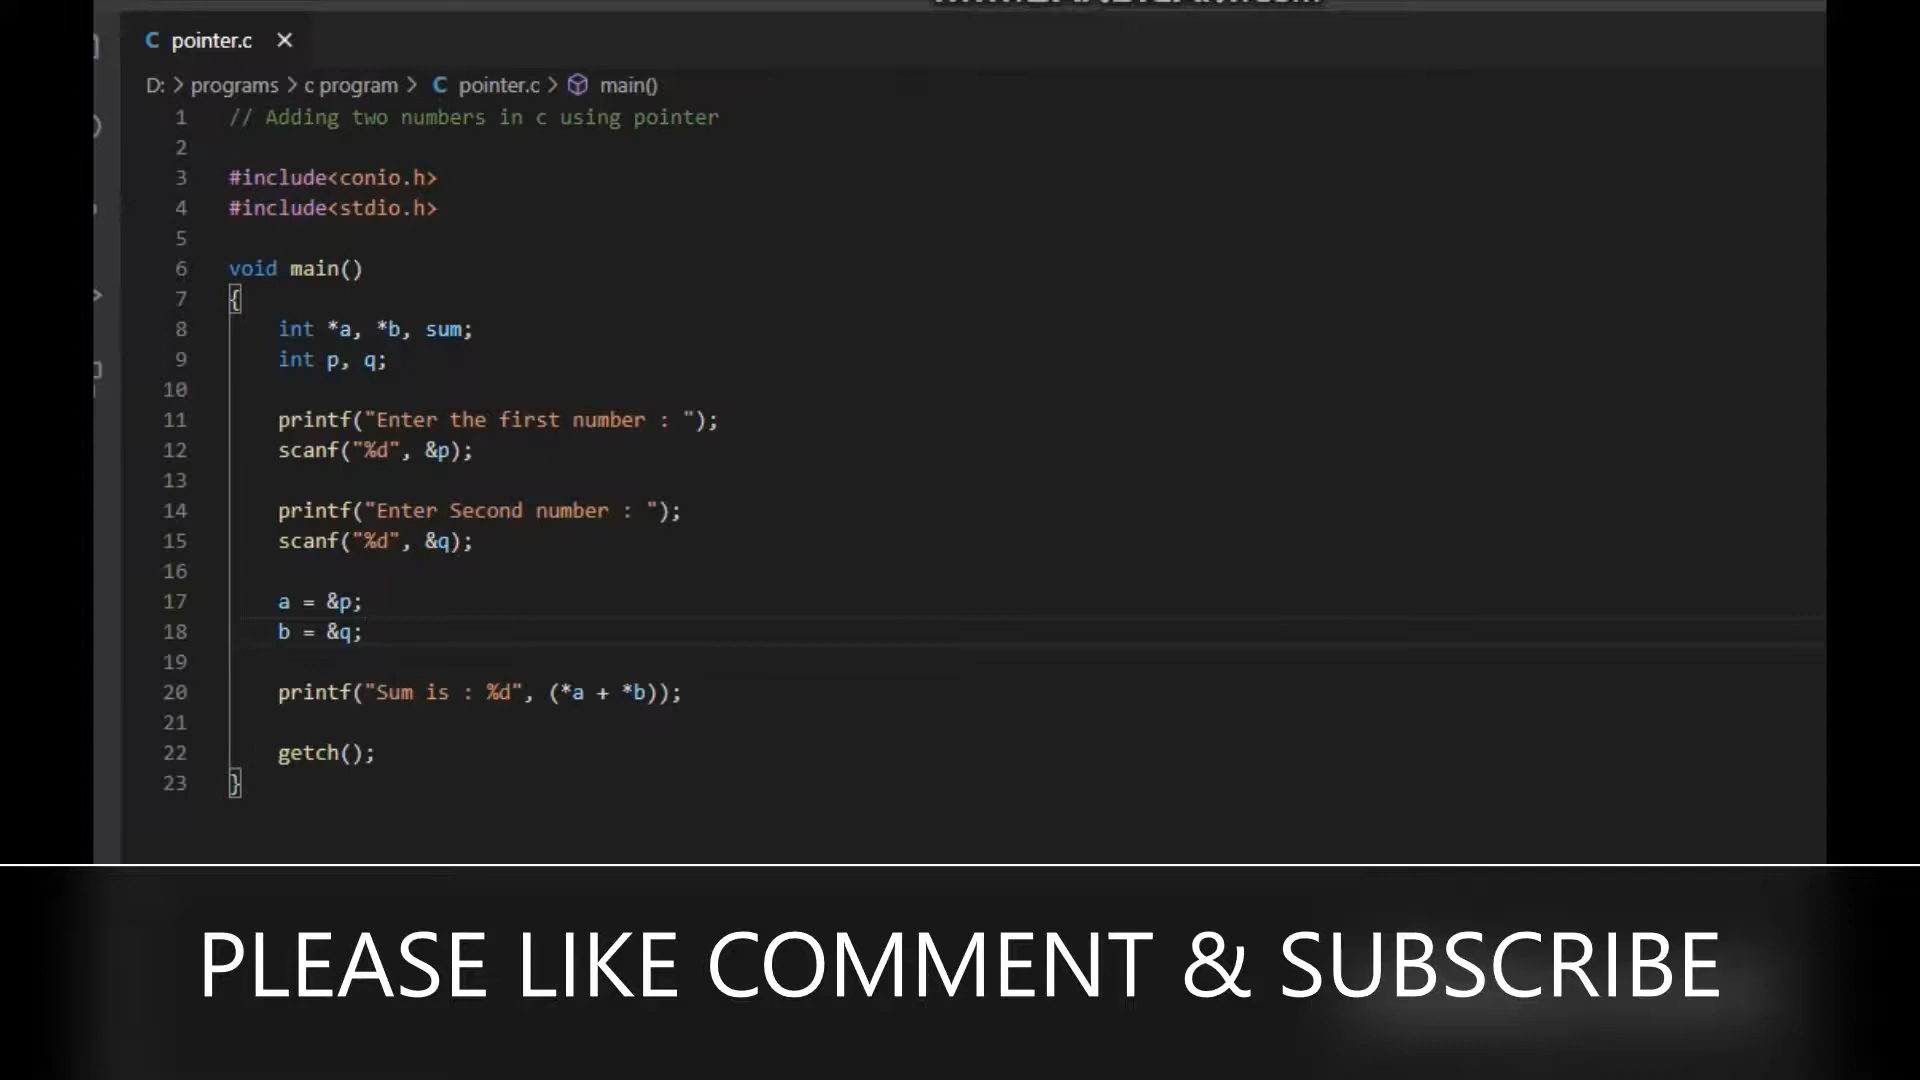 pointer.c
D: > programs > c program > C pointer.c > main()
1 // Adding two numbers in c using pointer
2
3 #include<conio.h>
4 #include<stdio.h>
5
6 void main()
7 {
8 int *a, *b, sum;
9 int p, q;
10
11 printf("Enter the first number : ");
12 scanf("%d", &p);
13
14 printf("Enter Second number : ");
15 scanf("%d", &q);
16
17 a = &p;
18 b = &q;
19
20 printf("Sum is : %d", (*a + *b));
21
22 getch();
23 }
PLEASE LIKE COMMENT & SUBSCRIBE